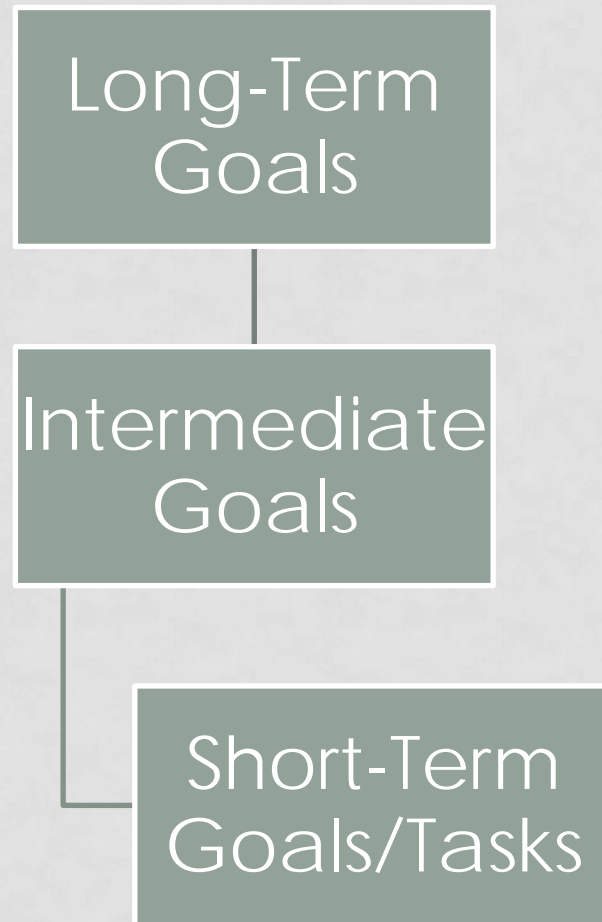 Long-Term
Goals
Intermediate
Goals
Short-Term
Goals/Tasks